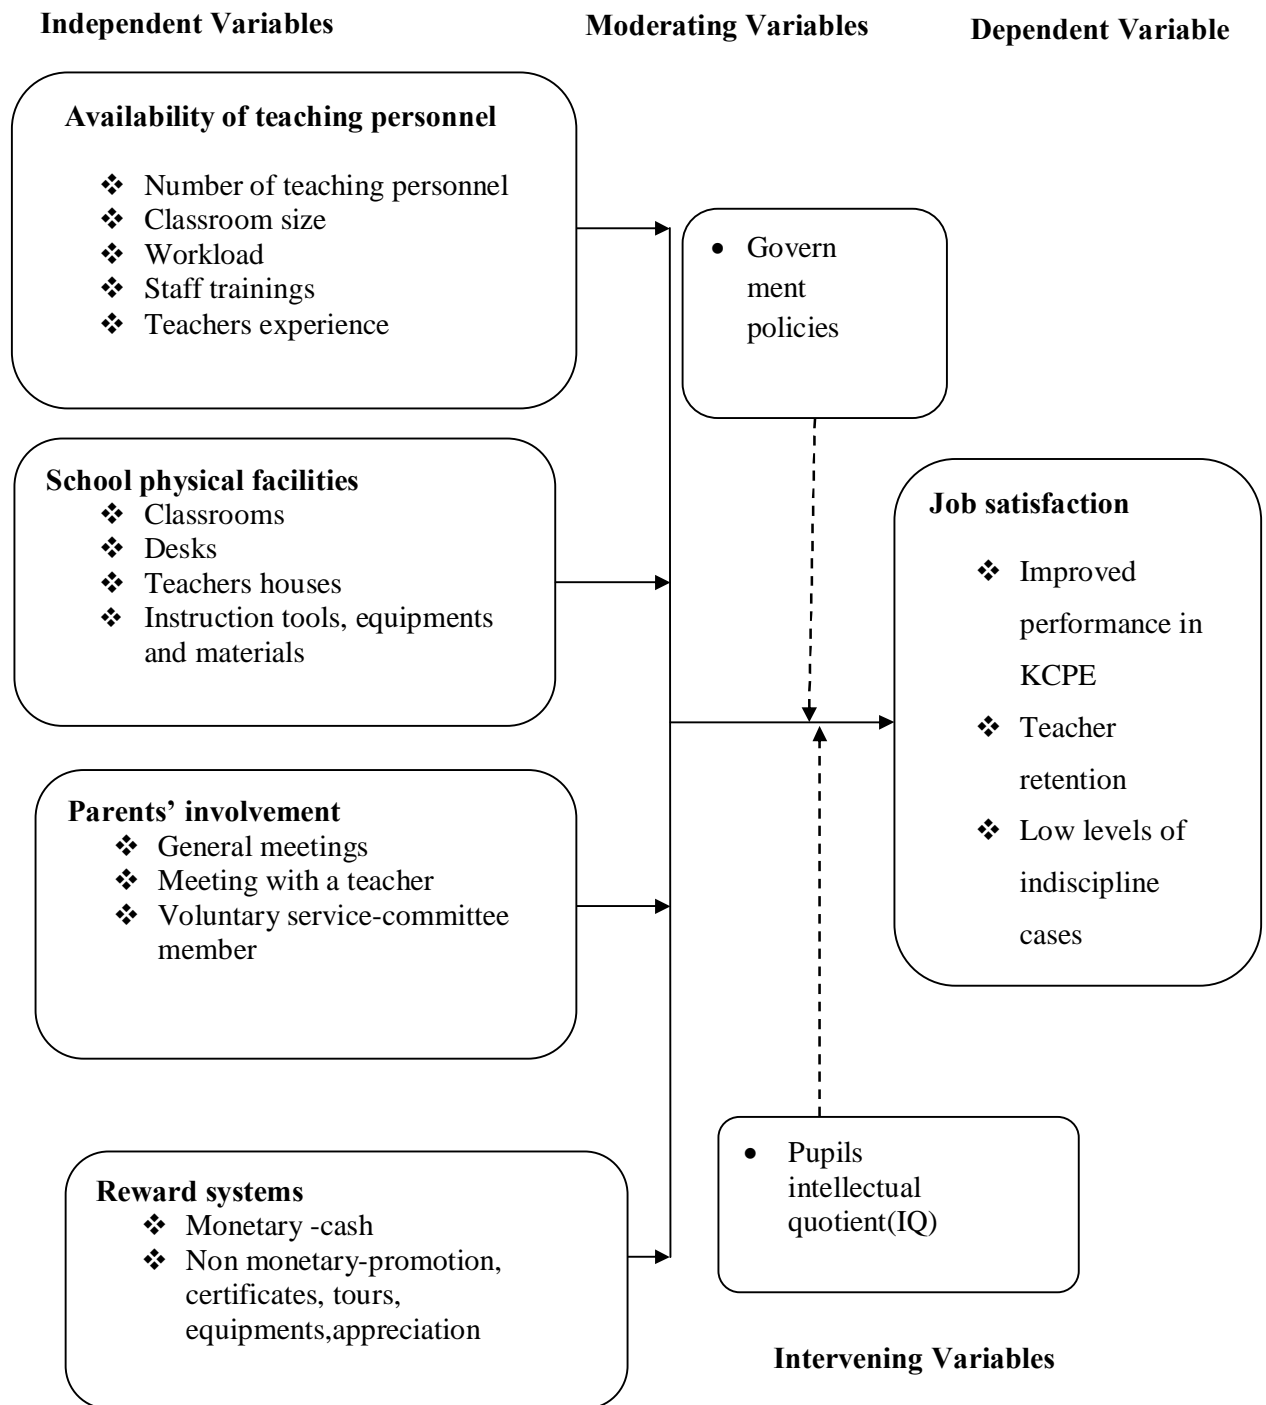 Independent Variables
Moderating Variables
Dependent Variable
Availability of teaching personnel
❖ Number of teaching personnel
❖ Classroom size
❖ Workload
❖ Staff trainings
❖ Teachers experience
• Govern
ment
policies
School physical facilities
❖ Classrooms
❖ Desks
❖ Teachers houses
❖ Instruction tools, equipments
and materials
Job satisfaction
❖ Improved
performance in
KCPE
❖ Teacher
retention
❖ Low levels of
indiscipline
cases
Parents’ involvement
❖ General meetings
❖ Meeting with a teacher
❖ Voluntary service-committee
member
Reward systems
❖ Monetary -cash
❖ Non monetary-promotion,
certificates, tours,
equipments,appreciation
• Pupils
intellectual
quotient(IQ)
Intervening Variables